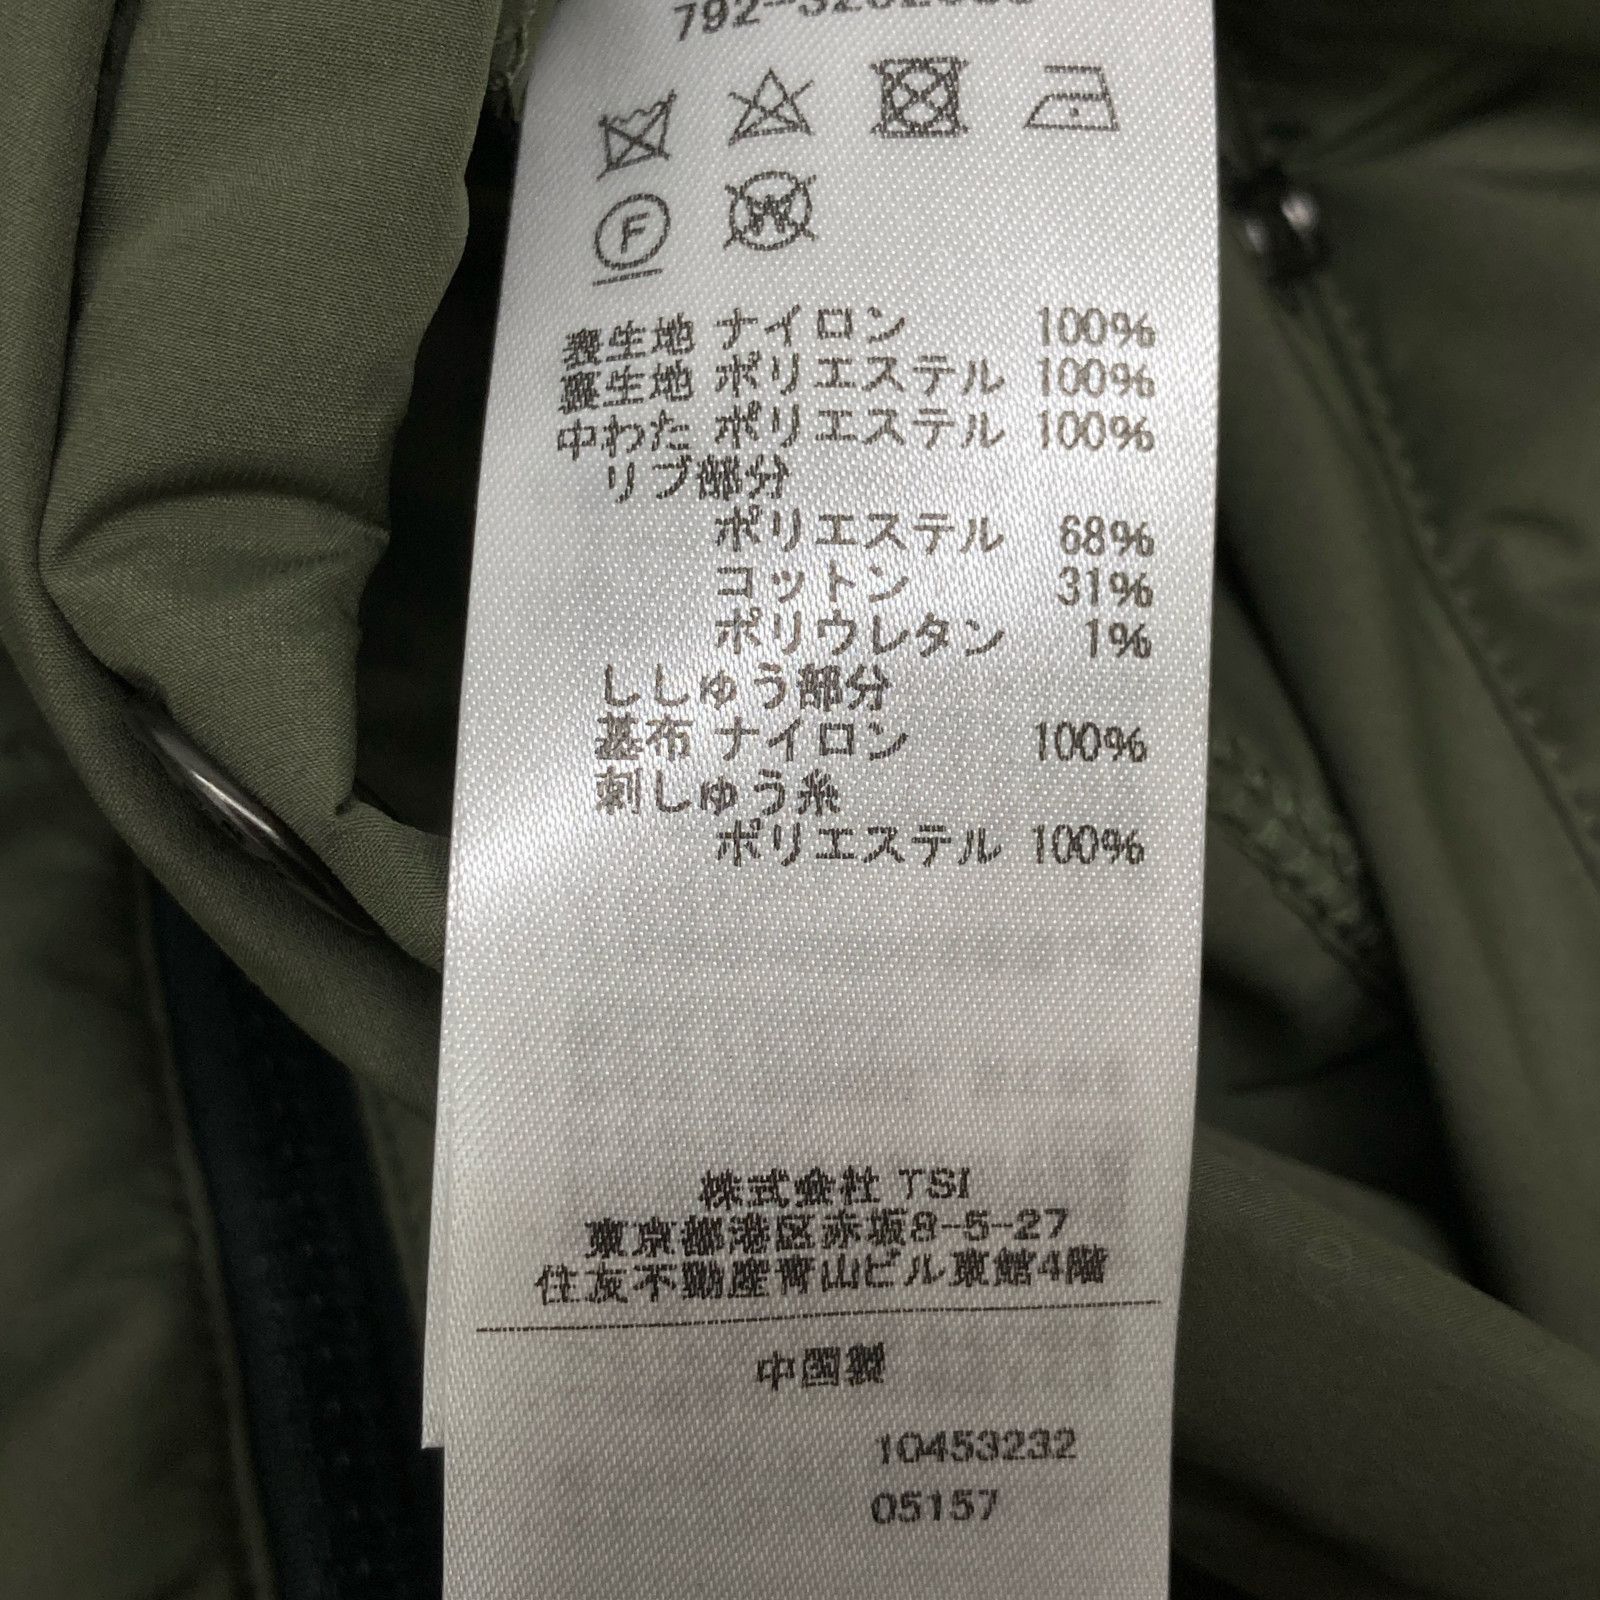 F
W
表生地 ナイロン 100%
裏生地 ポリエステル 100%
中わた ポリエステル 100%
リブ部分
ポリエステル 68%
コットン 31%
ポリウレタン 1%
ししゅう部分
基布 ナイロン 100%
刺しゅう糸
ポリエステル 100%
株式会社 TSI
東京都港区赤坂8-5-27
住友不動産青山ビル東館4階
中国製
10453232
05157